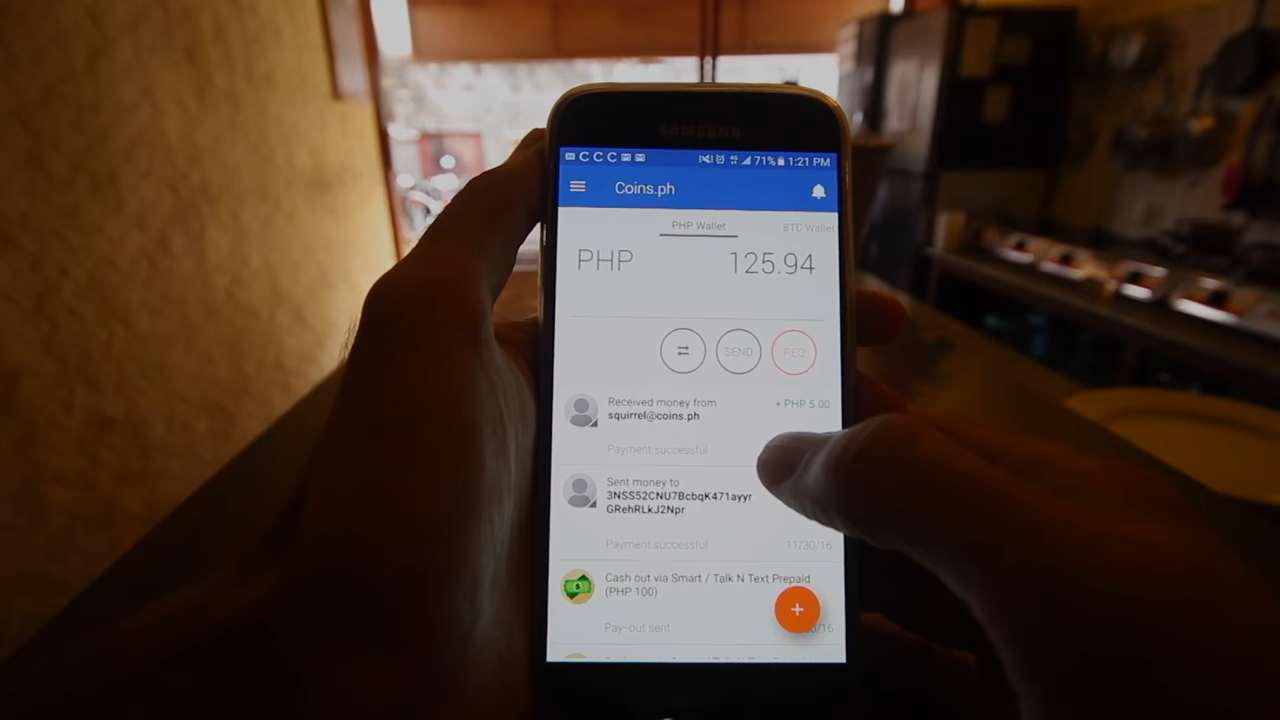 SAMSUNG
71% 1:21 PM
Coins.ph
PHP Wallet BTC Wallet
PHP 125.94
SEND REQ
Received money from + PHP 5.00
squirrel@coins.ph
Payment successful
Sent money to
3NSS52CNU7BcbqK471ayyr
GRehRLkJ2Npr
Payment successful 11/30/16
Cash out via Smart / Talk N Text Prepaid
(PHP 100)
Pay-out sent 0/16